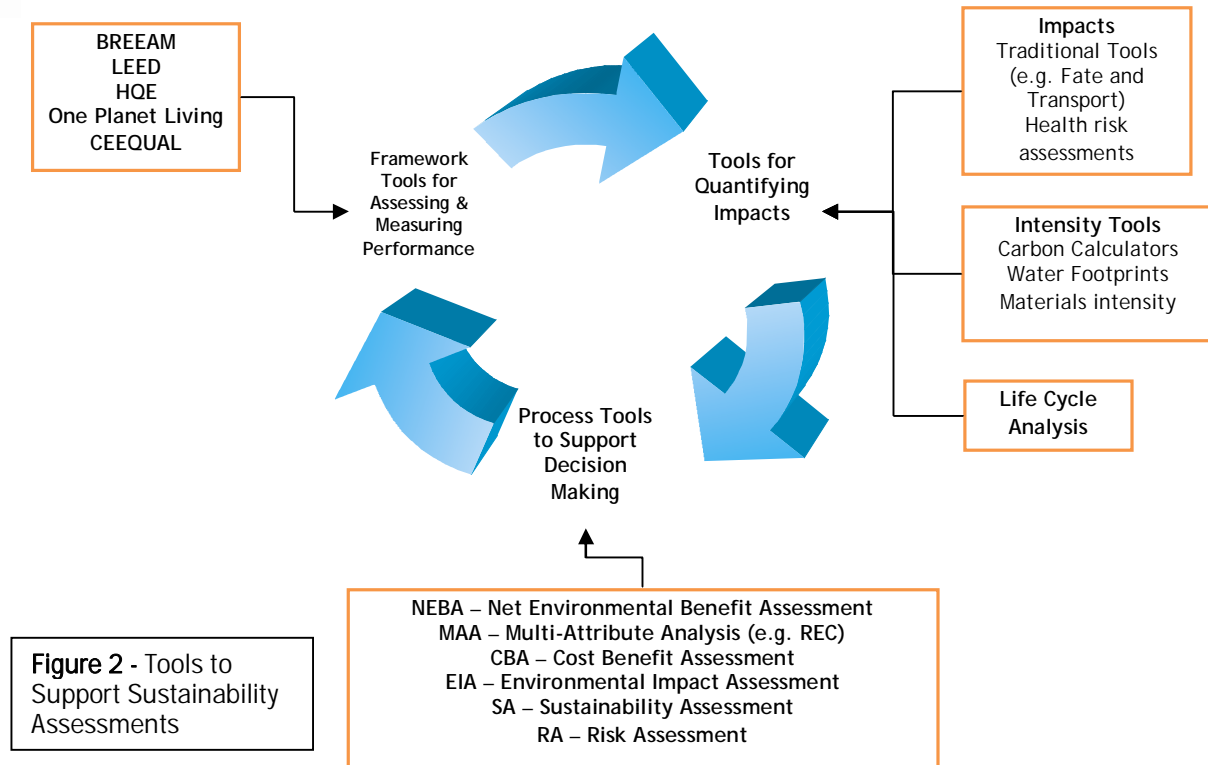 BREEAM
LEED
HQE
One Planet Living
CEEQUAL
Framework
Tools for
Assessing &
Measuring
Performance
Tools for
Quantifying
Impacts
Impacts
Traditional Tools
(e.g. Fate and
Transport)
Health risk
assessments
Intensity Tools
Carbon Calculators
Water Footprints
Materials intensity
Life Cycle
Analysis
Process Tools
to Support
Decision
Making
NEBA – Net Environmental Benefit Assessment
MAA – Multi-Attribute Analysis (e.g. REC)
CBA – Cost Benefit Assessment
EIA – Environmental Impact Assessment
SA – Sustainability Assessment
RA – Risk Assessment
Figure 2 - Tools to
Support Sustainability
Assessments